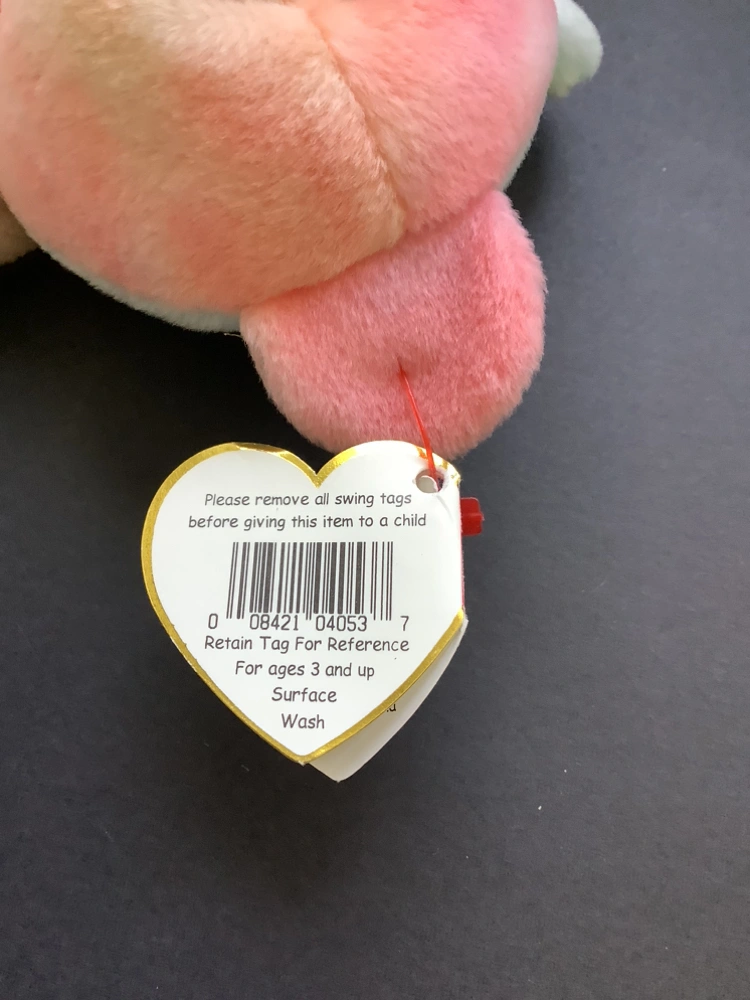 Please remove all swing tags
before giving this item to a child
0 08421 04053 7
Retain Tag For Reference
For ages 3 and up
Surface
Wash